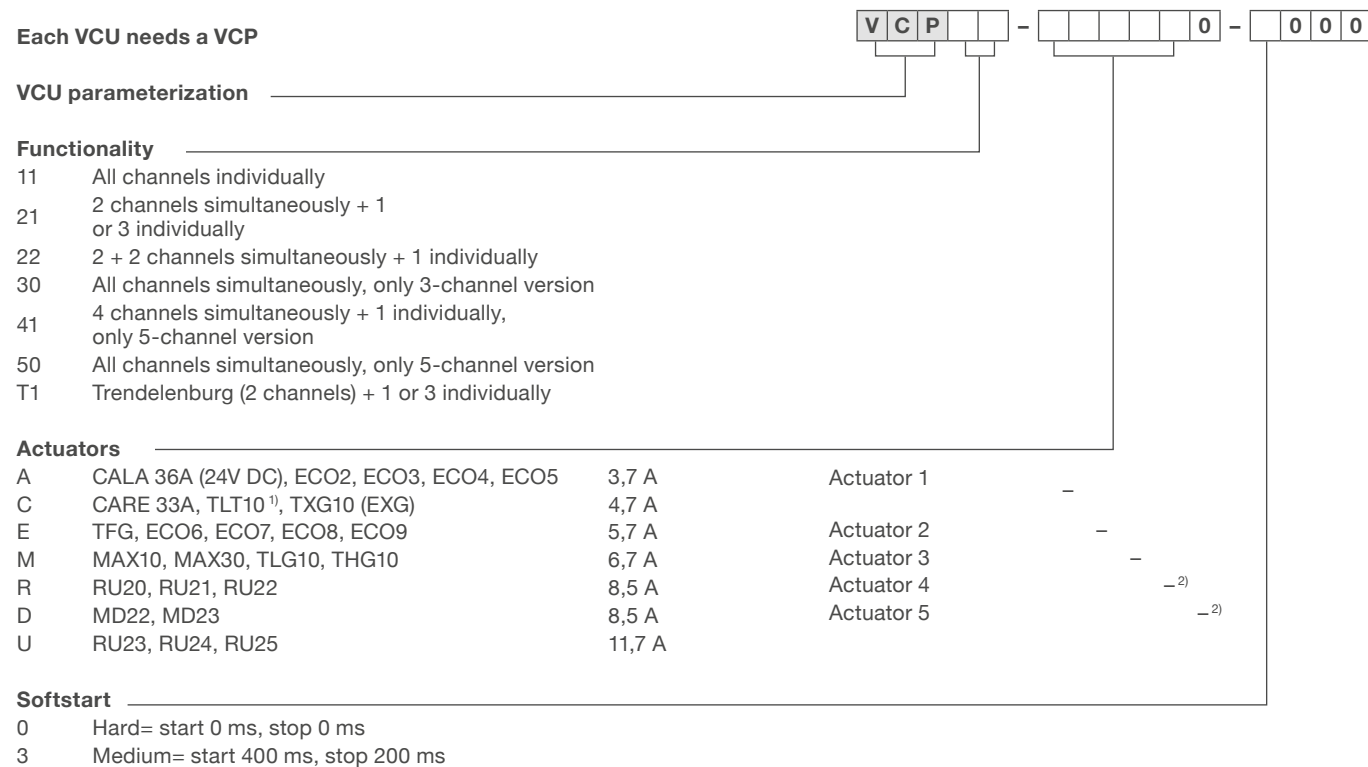 Each VCU needs a VCP
V C P – 0 – 0 0 0
VCU parameterization
Functionality
11 All channels individually
21 2 channels simultaneously + 1
or 3 individually
22 2 + 2 channels simultaneously + 1 individually
30 All channels simultaneously, only 3-channel version
41 4 channels simultaneously + 1 individually,
only 5-channel version
50 All channels simultaneously, only 5-channel version
T1 Trendelenburg (2 channels) + 1 or 3 individually
Actuators
A CALA 36A (24V DC), ECO2, ECO3, ECO4, ECO5 3,7 A Actuator 1 –
C CARE 33A, TLT10 1), TXG10 (EXG) 4,7 A
E TFG, ECO6, ECO7, ECO8, ECO9 5,7 A Actuator 2 –
M MAX10, MAX30, TLG10, THG10 6,7 A Actuator 3 –
R RU20, RU21, RU22 8,5 A Actuator 4 – 2)
D MD22, MD23 8,5 A Actuator 5 – 2)
U RU23, RU24, RU25 11,7 A
Softstart
0 Hard= start 0 ms, stop 0 ms
3 Medium= start 400 ms, stop 200 ms